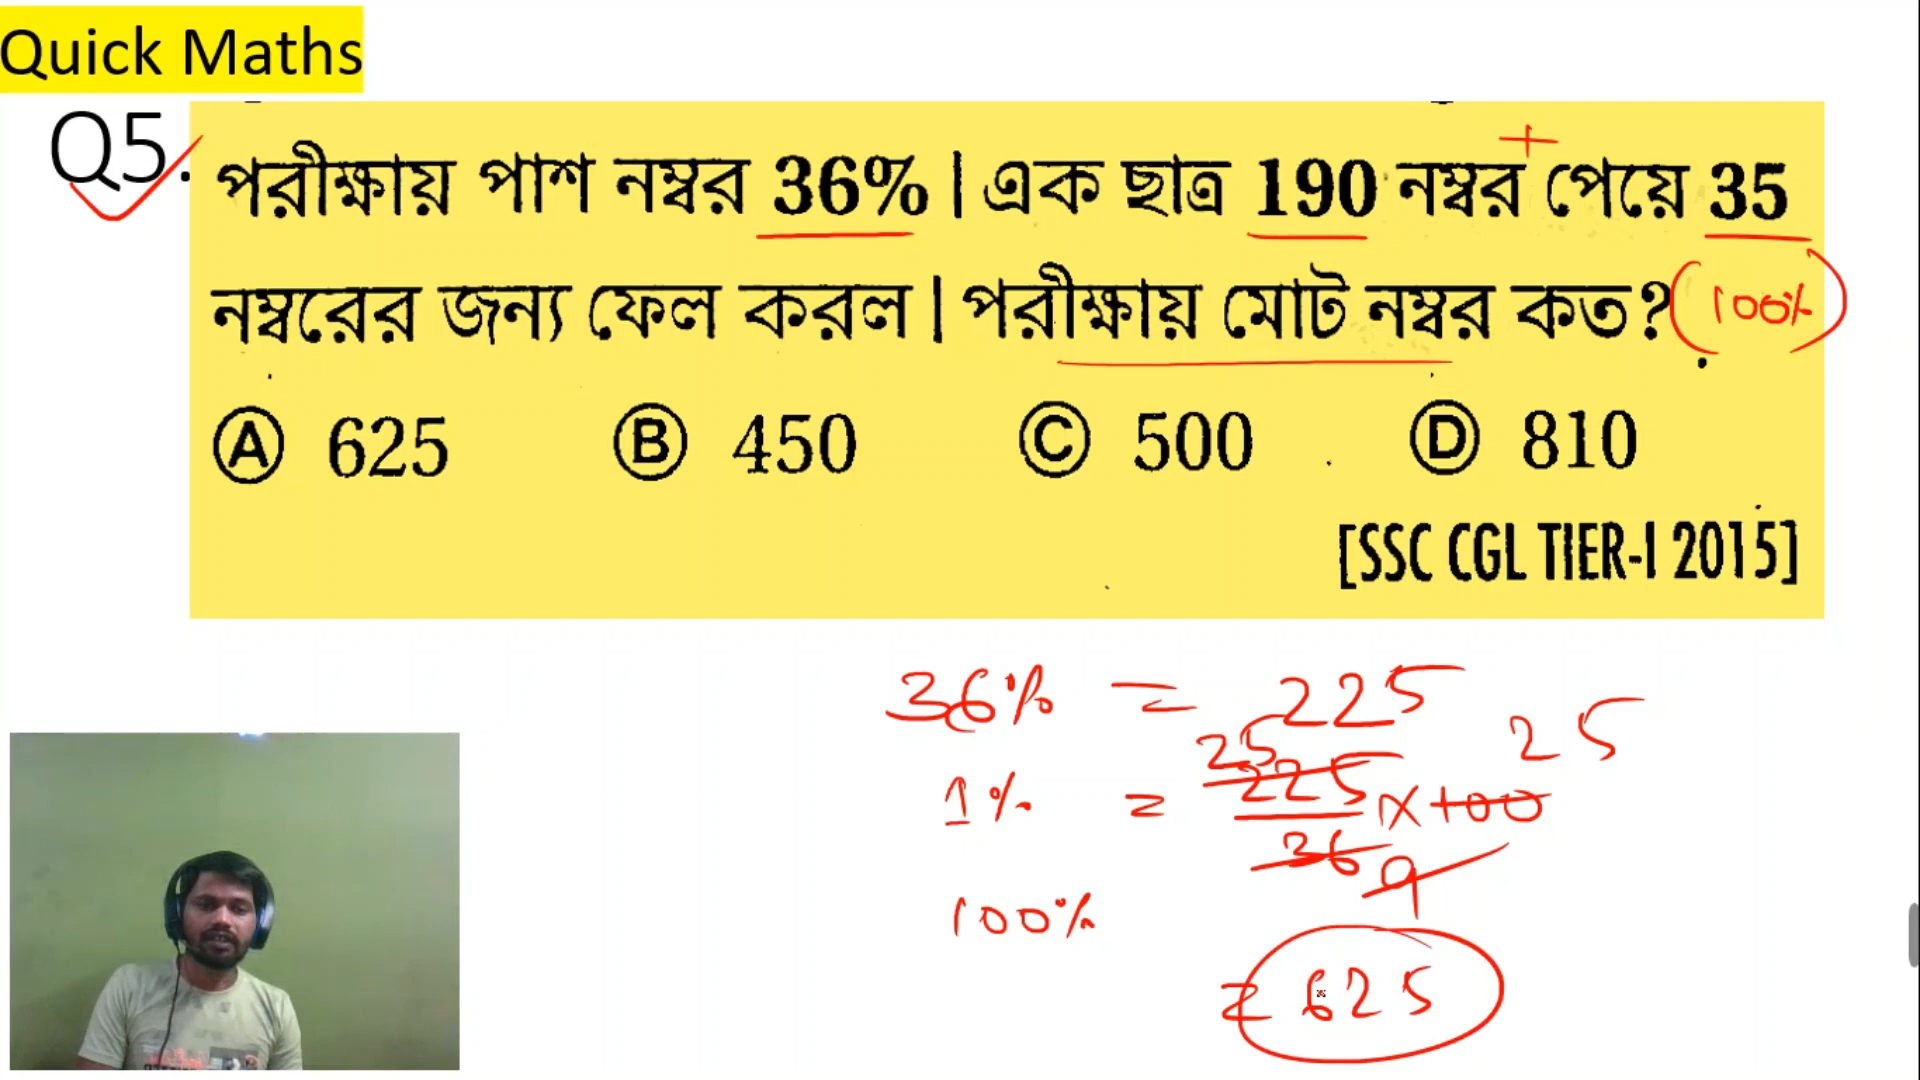 Quick Maths
Q5.
পরীক্ষায় পাশ নম্বর 36% | এক ছাত্র 190 নম্বর পেয়ে 35
+
নম্বরের জন্য ফেল করল | পরীক্ষায় মোট নম্বর কত? (100%)
Ⓐ 625 Ⓑ 450 Ⓒ 500 Ⓓ 810
[SSC CGL TIER-I 2015]
36% = 225
25 25
1% = 225 × 100
36 9
100%
= 625